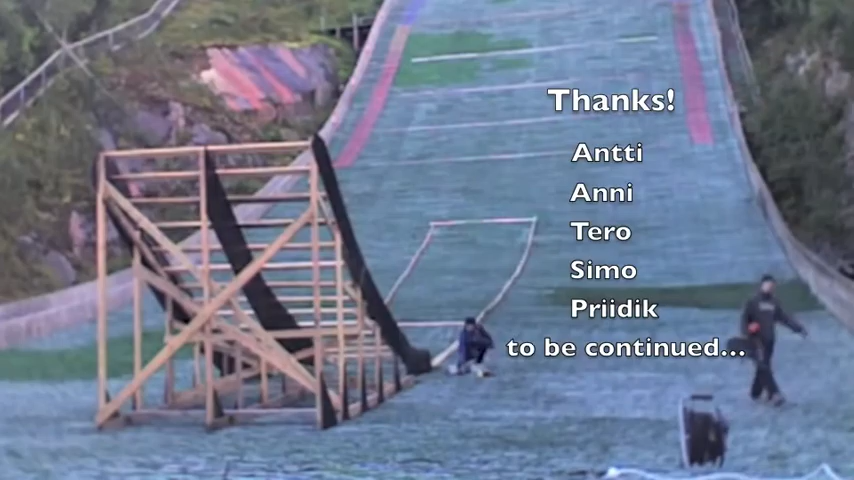 Thanks!
Antti
Anni
Tero
Simo
Priidik
to be continued...